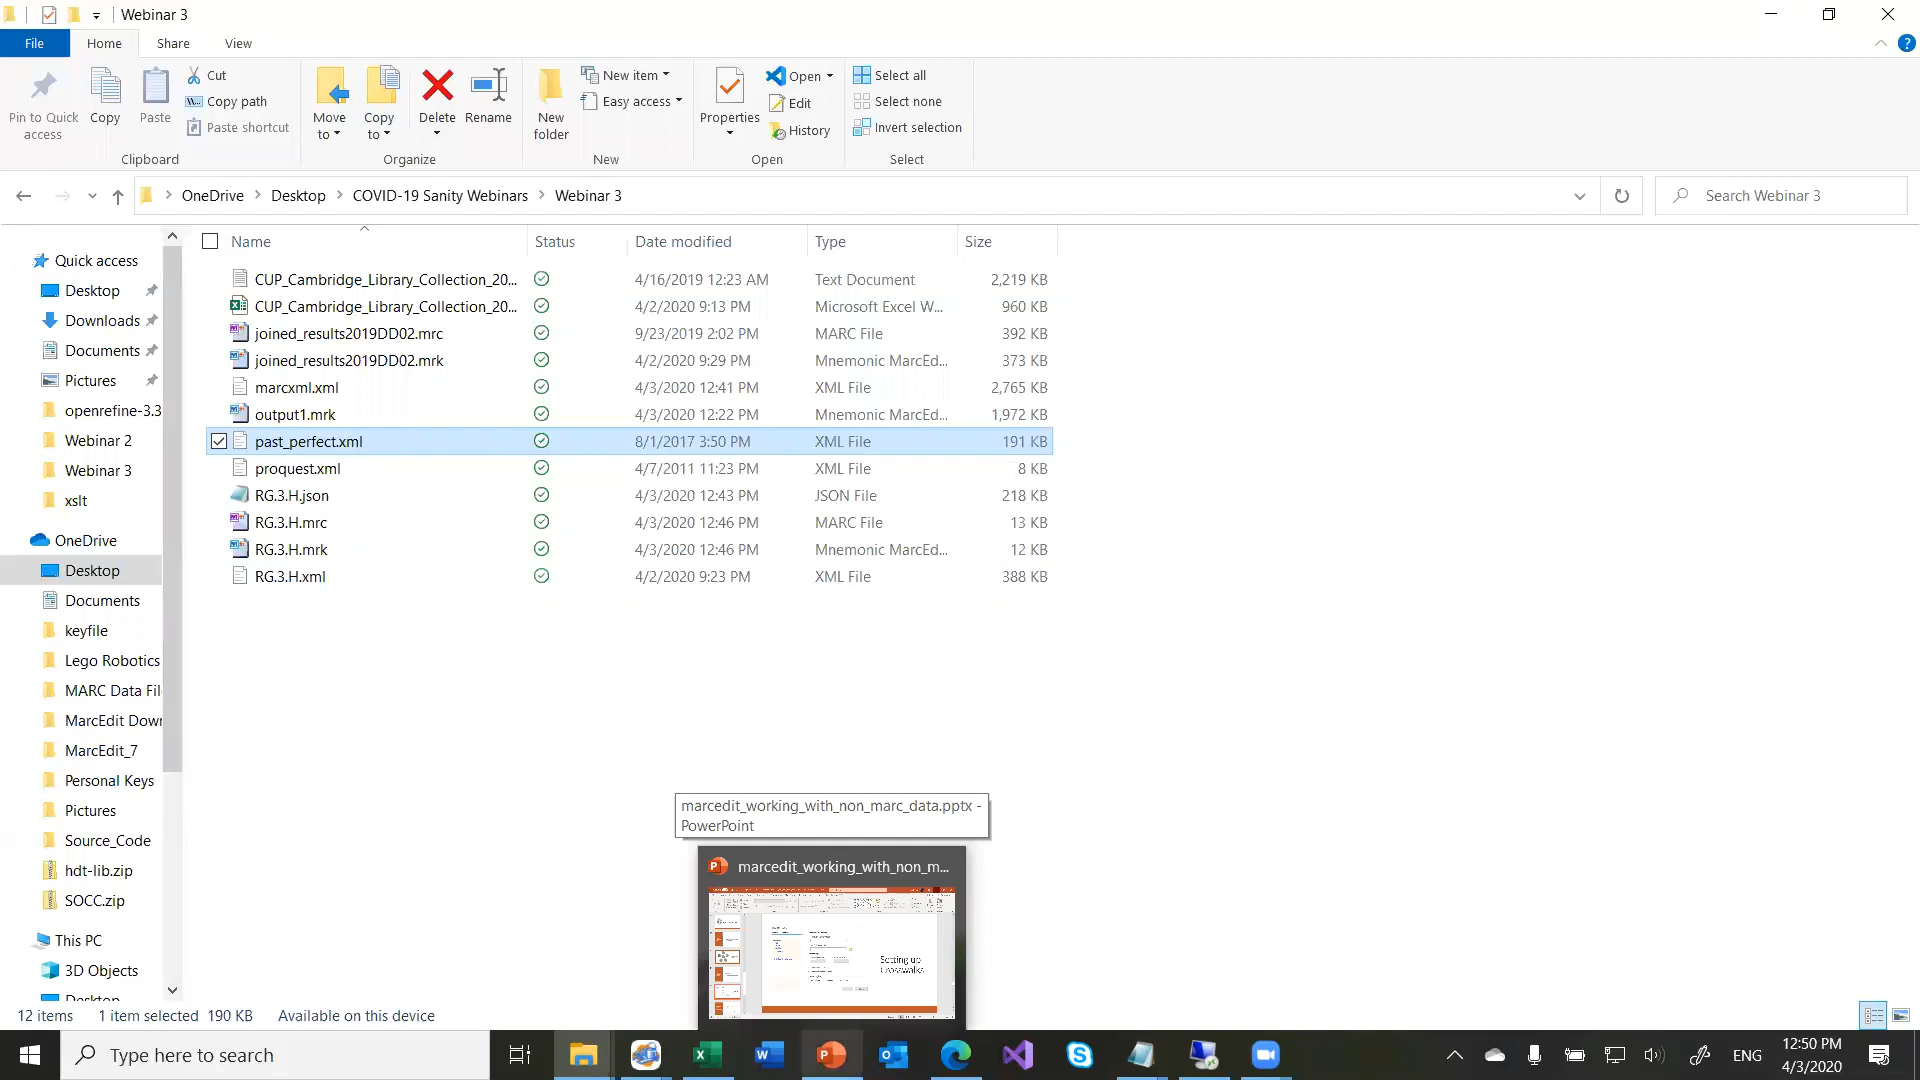 Webinar 3
File
Home
Share
View
Pin to Quick
access
Copy
Paste
Cut
Copy path
Paste shortcut
Clipboard
Move
to
Copy
to
Delete
Rename
Organize
New
folder
New item
Easy access
New
Properties
Open
Edit
History
Open
Select all
Select none
Invert selection
Select
OneDrive > Desktop > COVID-19 Sanity Webinars > Webinar 3
Search Webinar 3
Name Status Date modified Type Size
CUP_Cambridge_Library_Collection_20... 4/16/2019 12:23 AM Text Document 2,219 KB
CUP_Cambridge_Library_Collection_20... 4/2/2020 9:13 PM Microsoft Excel W... 960 KB
joined_results2019DD02.mrc 9/23/2019 2:02 PM MARC File 392 KB
joined_results2019DD02.mrk 4/2/2020 9:29 PM Mnemonic MarcEd... 373 KB
marcxml.xml 4/3/2020 12:41 PM XML File 2,765 KB
output1.mrk 4/3/2020 12:22 PM Mnemonic MarcEd... 1,972 KB
past_perfect.xml 8/1/2017 3:50 PM XML File 191 KB
proquest.xml 4/7/2011 11:23 PM XML File 8 KB
RG.3.H.json 4/3/2020 12:43 PM JSON File 218 KB
RG.3.H.mrc 4/3/2020 12:46 PM MARC File 13 KB
RG.3.H.mrk 4/3/2020 12:46 PM Mnemonic MarcEd... 12 KB
RG.3.H.xml 4/2/2020 9:23 PM XML File 388 KB
Quick access
Desktop
Downloads
Documents
Pictures
openrefine-3.3
Webinar 2
Webinar 3
xslt
OneDrive
Desktop
Documents
keyfile
Lego Robotics
MARC Data Fil
MarcEdit Dow
MarcEdit_7
Personal Keys
Pictures
Source_Code
hdt-lib.zip
SOCC.zip
This PC
3D Objects
Desktop
marcedit_working_with_non_marc_data.pptx -
PowerPoint
marcedit_working_with_non_m...
Setting up
Crosswalks
12 items 1 item selected 190 KB Available on this device
Type here to search
ENG
12:50 PM
4/3/2020